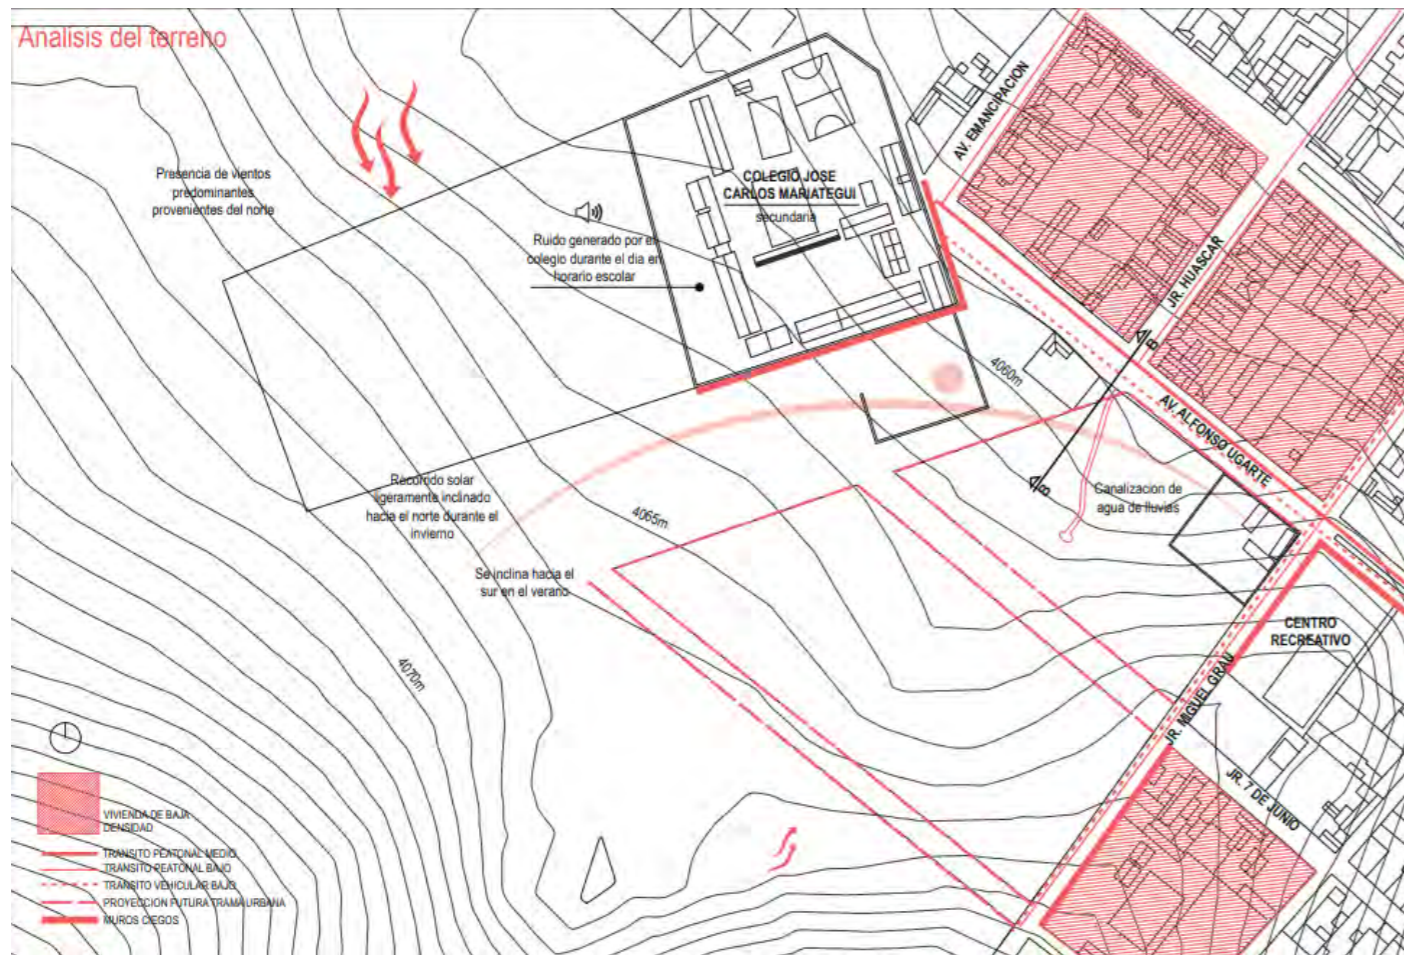 Analisis del terreno
Presencia de vientos
predominantes
provenientes del norte
COLEGIO JOSE
CARLOS MARIATEGUI
secundaria
Ruido generado por el
colegio durante el dia en
horario escolar
AV. EMANCIPACION
JR. HUASCAR
B
4060m
AV. ALFONSO UGARTE
Recorrido solar
ligeramente inclinado
hacia el norte durante el
invierno
4065m
B
Canalizacion de
agua de lluvias
Se inclina hacia el
sur en el verano
CENTRO
RECREATIVO
4070m
JR. MIGUEL GRAU
JR. 7 DE JUNIO
VIVIENDA DE BAJA
DENSIDAD
TRANSITO PEATONAL MEDIO
TRANSITO PEATONAL BAJO
TRANSITO VEHICULAR BAJO
PROYECCION FUTURA TRAMA URBANA
MUROS CIEGOS